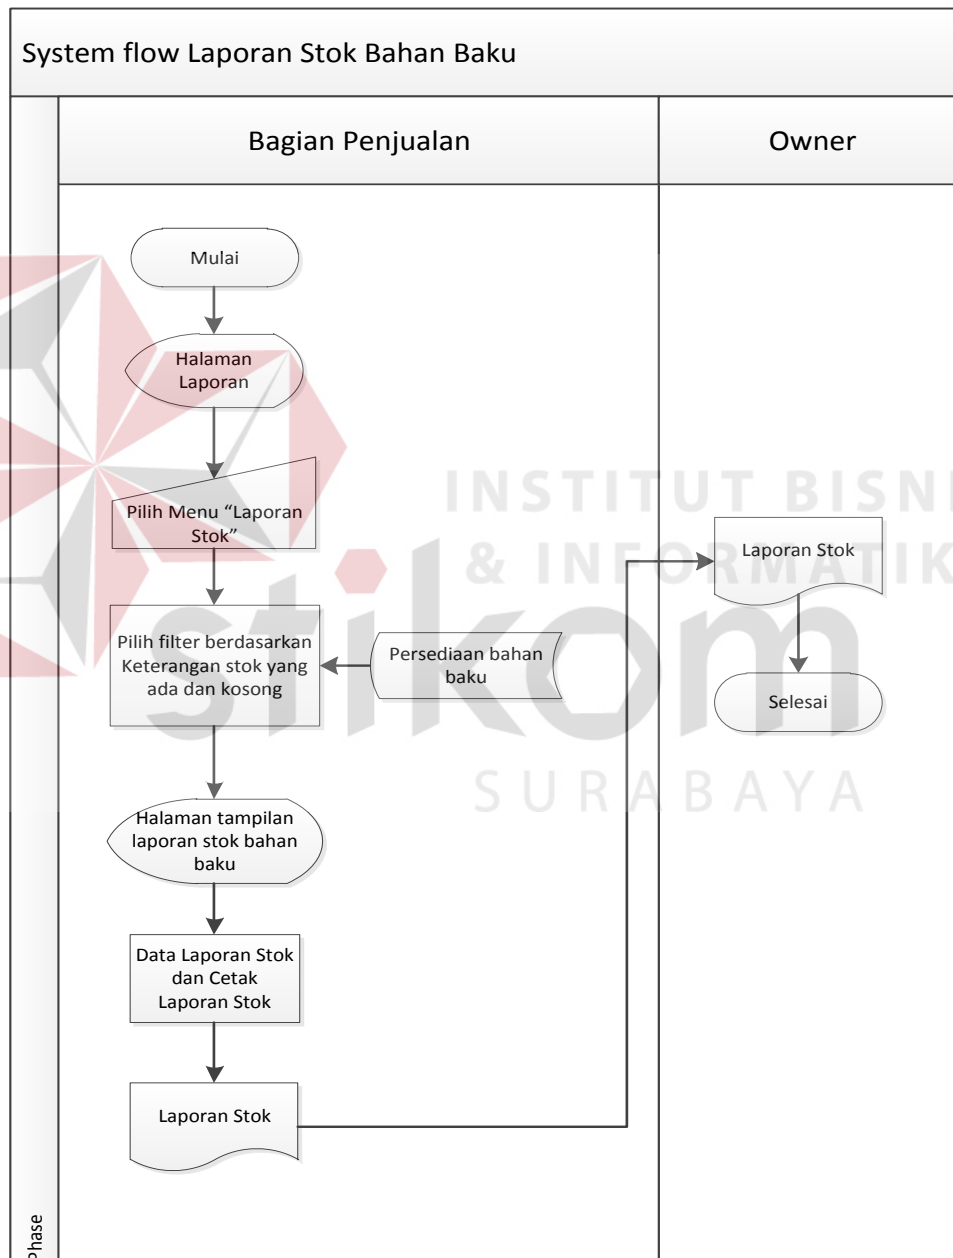 System flow Laporan Stok Bahan Baku
Bagian Penjualan
Owner
Mulai
Halaman
Laporan
Pilih Menu “Laporan
Stok”
Pilih filter berdasarkan
Keterangan stok yang
ada dan kosong
Persediaan bahan
baku
Halaman tampilan
laporan stok bahan
baku
Data Laporan Stok
dan Cetak
Laporan Stok
Laporan Stok
Laporan Stok
Selesai
Phase
INSTITUT BISNI
& INFORMATIK
stikom
SURABAYA